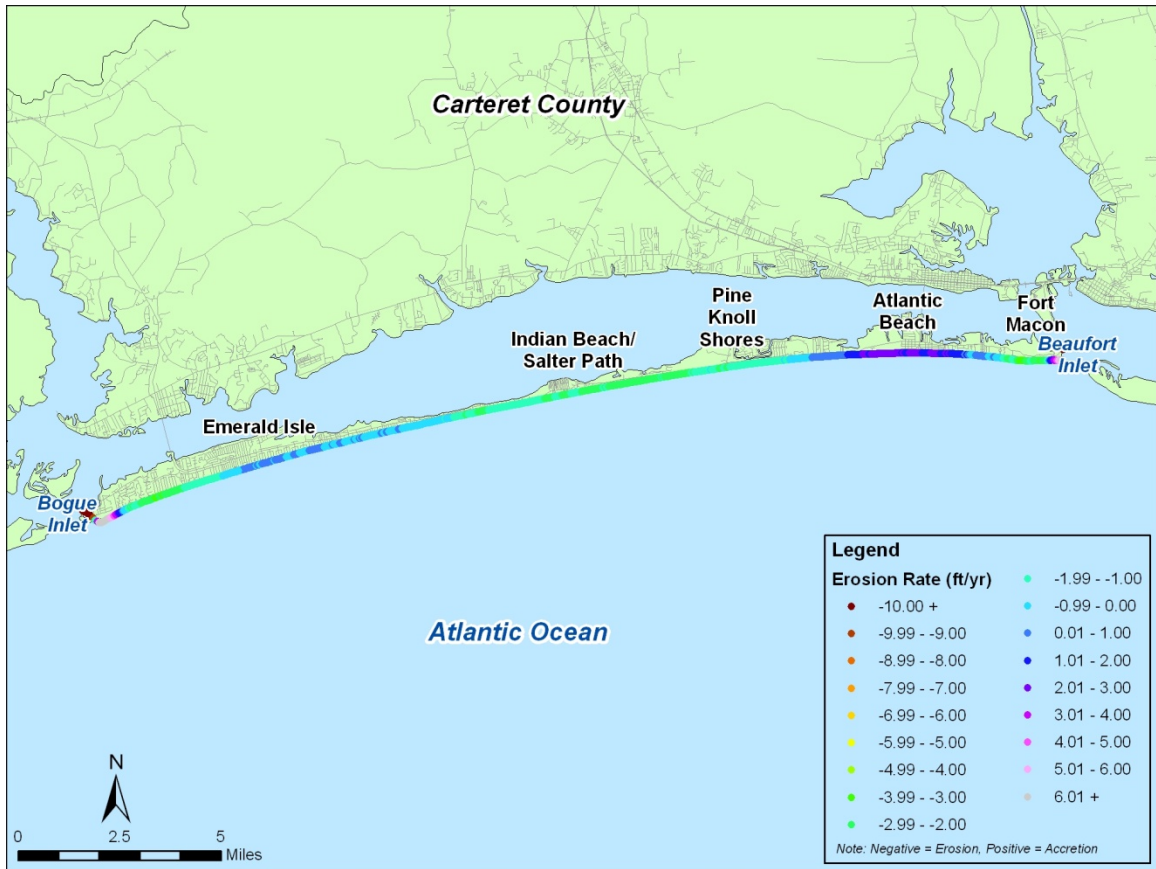 Carteret County
Pine
Knoll
Shores
Atlantic
Beach
Fort
Macon
Beaufort
Inlet
Indian Beach/
Salter Path
Emerald Isle
Bogue
Inlet
Atlantic Ocean
N
0 2.5 5
Miles
Legend
Erosion Rate (ft/yr)
-10.00 +
-9.99 - -9.00
-8.99 - -8.00
-7.99 - -7.00
-6.99 - -6.00
-5.99 - -5.00
-4.99 - -4.00
-3.99 - -3.00
-2.99 - -2.00
-1.99 - -1.00
-0.99 - 0.00
0.01 - 1.00
1.01 - 2.00
2.01 - 3.00
3.01 - 4.00
4.01 - 5.00
5.01 - 6.00
6.01 +
Note: Negative = Erosion, Positive = Accretion